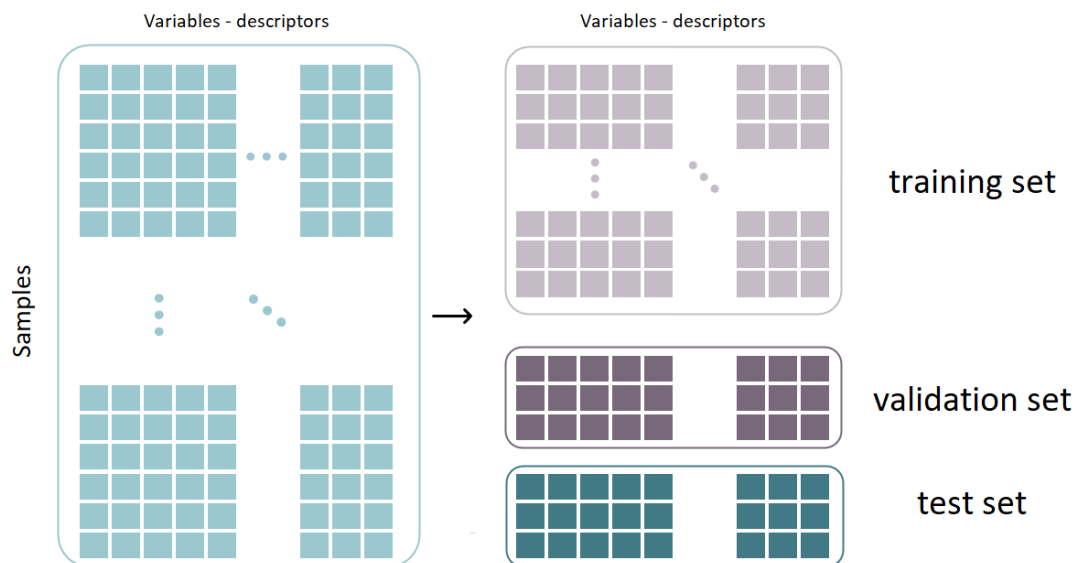 Variables - descriptors
Variables - descriptors
Samples
training set
validation set
test set